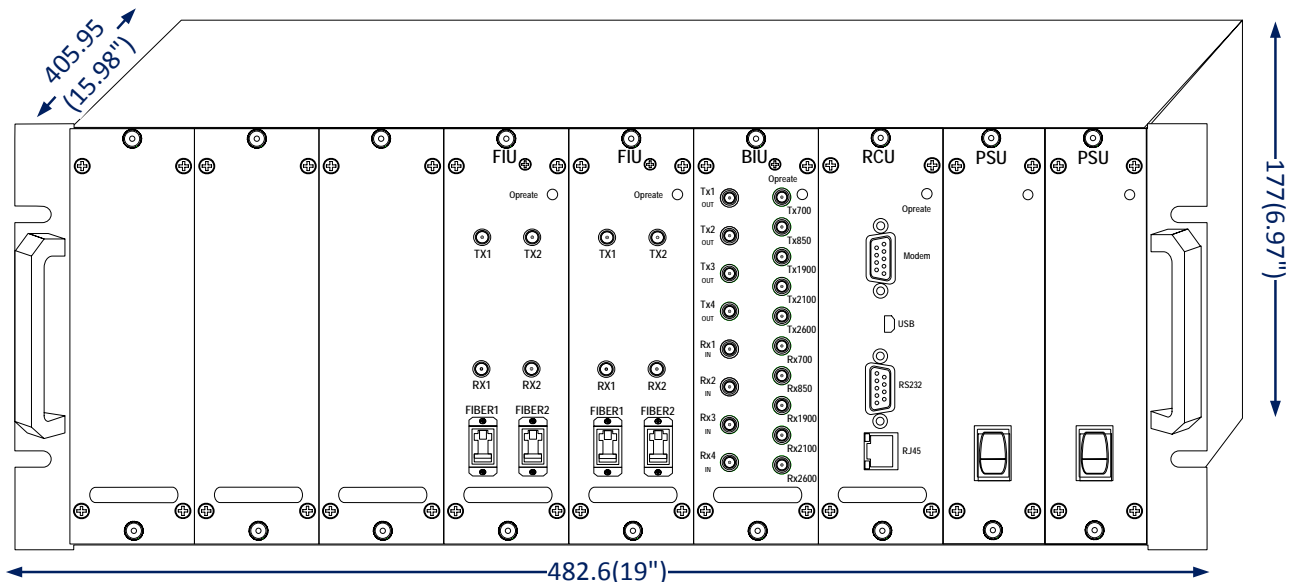 405.95
(15.98")
177(6.97")
FIU
FIU
BIU
RCU
PSU
PSU
Opreate
Opreate
Opreate
Opreate
TX1
TX2
TX1
TX2
RX1
RX2
RX1
RX2
FIBER1
FIBER2
FIBER1
FIBER2
Tx1
OUT
Tx2
OUT
Tx3
OUT
Tx4
OUT
Rx1
IN
Rx2
IN
Rx3
IN
Rx4
IN
Tx700
Tx850
Tx1900
Tx2100
Tx2600
Rx700
Rx850
Rx1900
Rx2100
Rx2600
Modem
USB
RS232
RJ45
482.6(19")